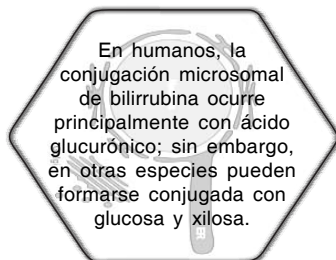 En humanos, la
conjugación microsomal
de bilirrubina ocurre
principalmente con ácido
glucurónico; sin embargo,
en otras especies pueden
formarse conjugada con
glucosa y xilosa.